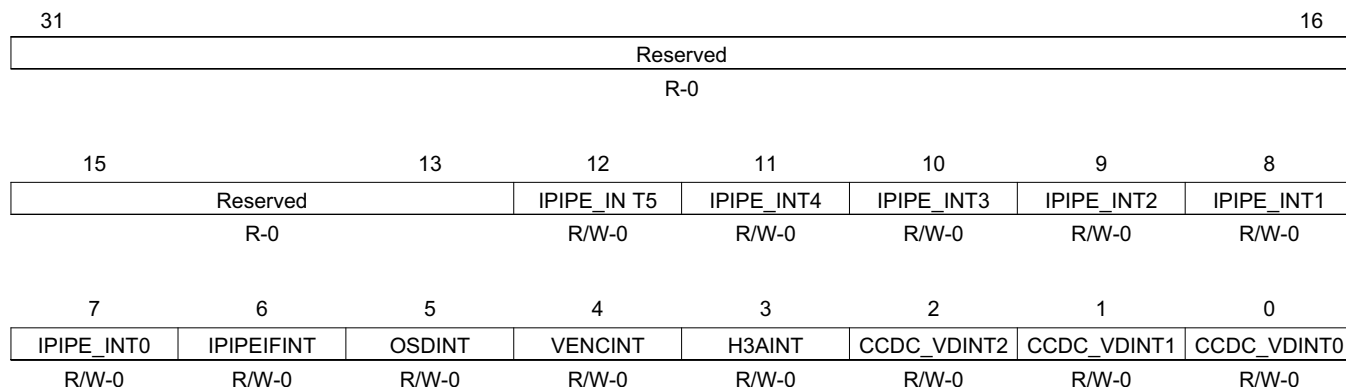 31 16
Reserved
R-0
15 13 12 11 10 9 8
Reserved IPIPE_IN T5 IPIPE_INT4 IPIPE_INT3 IPIPE_INT2 IPIPE_INT1
R-0 R/W-0 R/W-0 R/W-0 R/W-0 R/W-0
7 6 5 4 3 2 1 0
IPIPE_INT0 IPIPEIFINT OSDINT VENCINT H3AINT CCDC_VDINT2 CCDC_VDINT1 CCDC_VDINT0
R/W-0 R/W-0 R/W-0 R/W-0 R/W-0 R/W-0 R/W-0 R/W-0